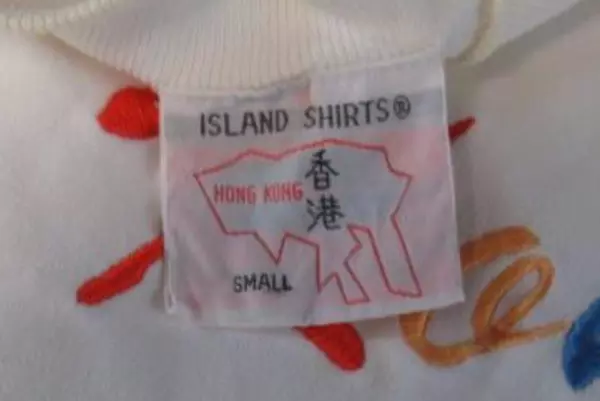 ISLAND SHIRTS®
HONG KONG
香港
SMALL